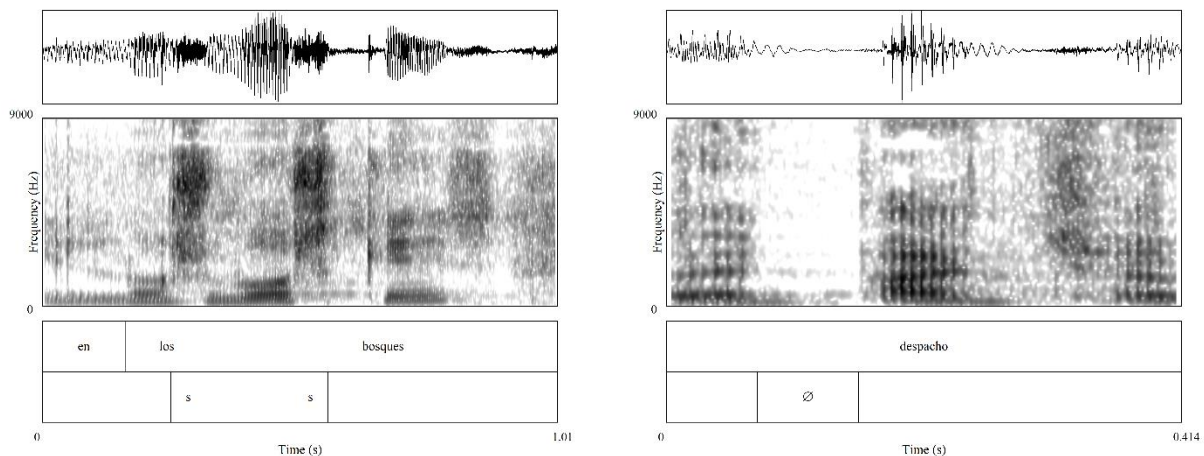 9000
Frequency (Hz)
0
en los bosques
s s
0 1.01
Time (s)
9000
Frequency (Hz)
0
despacho
∅
0 0.414
Time (s)